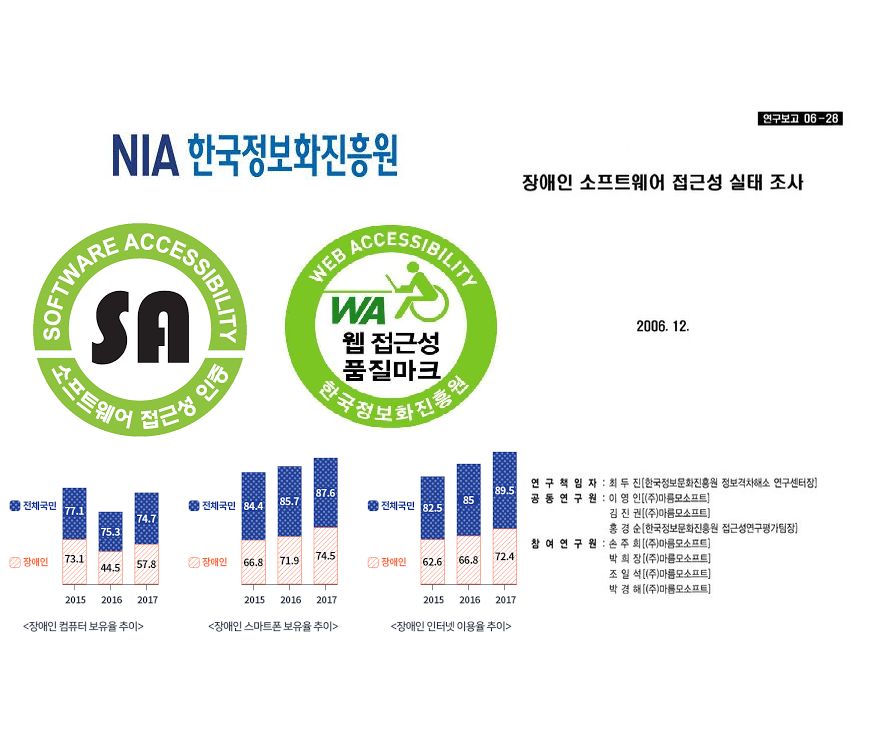 연구보고 06-28
NIA 한국정보화진흥원
장애인 소프트웨어 접근성 실태 조사
SOFTWARE ACCESSIBILITY
SA
소프트웨어 접근성 인증
WEB ACCESSIBILITY
WA
웹 접근성
품질마크
한국정보화진흥원
2006. 12.
전체국민
77.1
75.3
74.7
장애인
73.1
44.5
57.8
2015 2016 2017
<장애인 컴퓨터 보유율 추이>
전체국민
84.4
85.7
87.6
장애인
66.8
71.9
74.5
2015 2016 2017
<장애인 스마트폰 보유율 추이>
전체국민
82.5
85
89.5
장애인
62.6
66.8
72.4
2015 2016 2017
<장애인 인터넷 이용율 추이>
연 구 책 임 자 : 최 두 진[한국정보문화진흥원 정보격차해소 연구센터장]
공 동 연 구 원 : 이 영 인[(주)마름모소프트]
김 진 권[(주)마름모소프트]
홍 경 순[한국정보문화진흥원 접근성연구평가팀장]
참 여 연 구 원 : 손 주 희[(주)마름모소프트]
박 희 장[(주)마름모소프트]
조 일 석[(주)마름모소프트]
박 경 해[(주)마름모소프트]